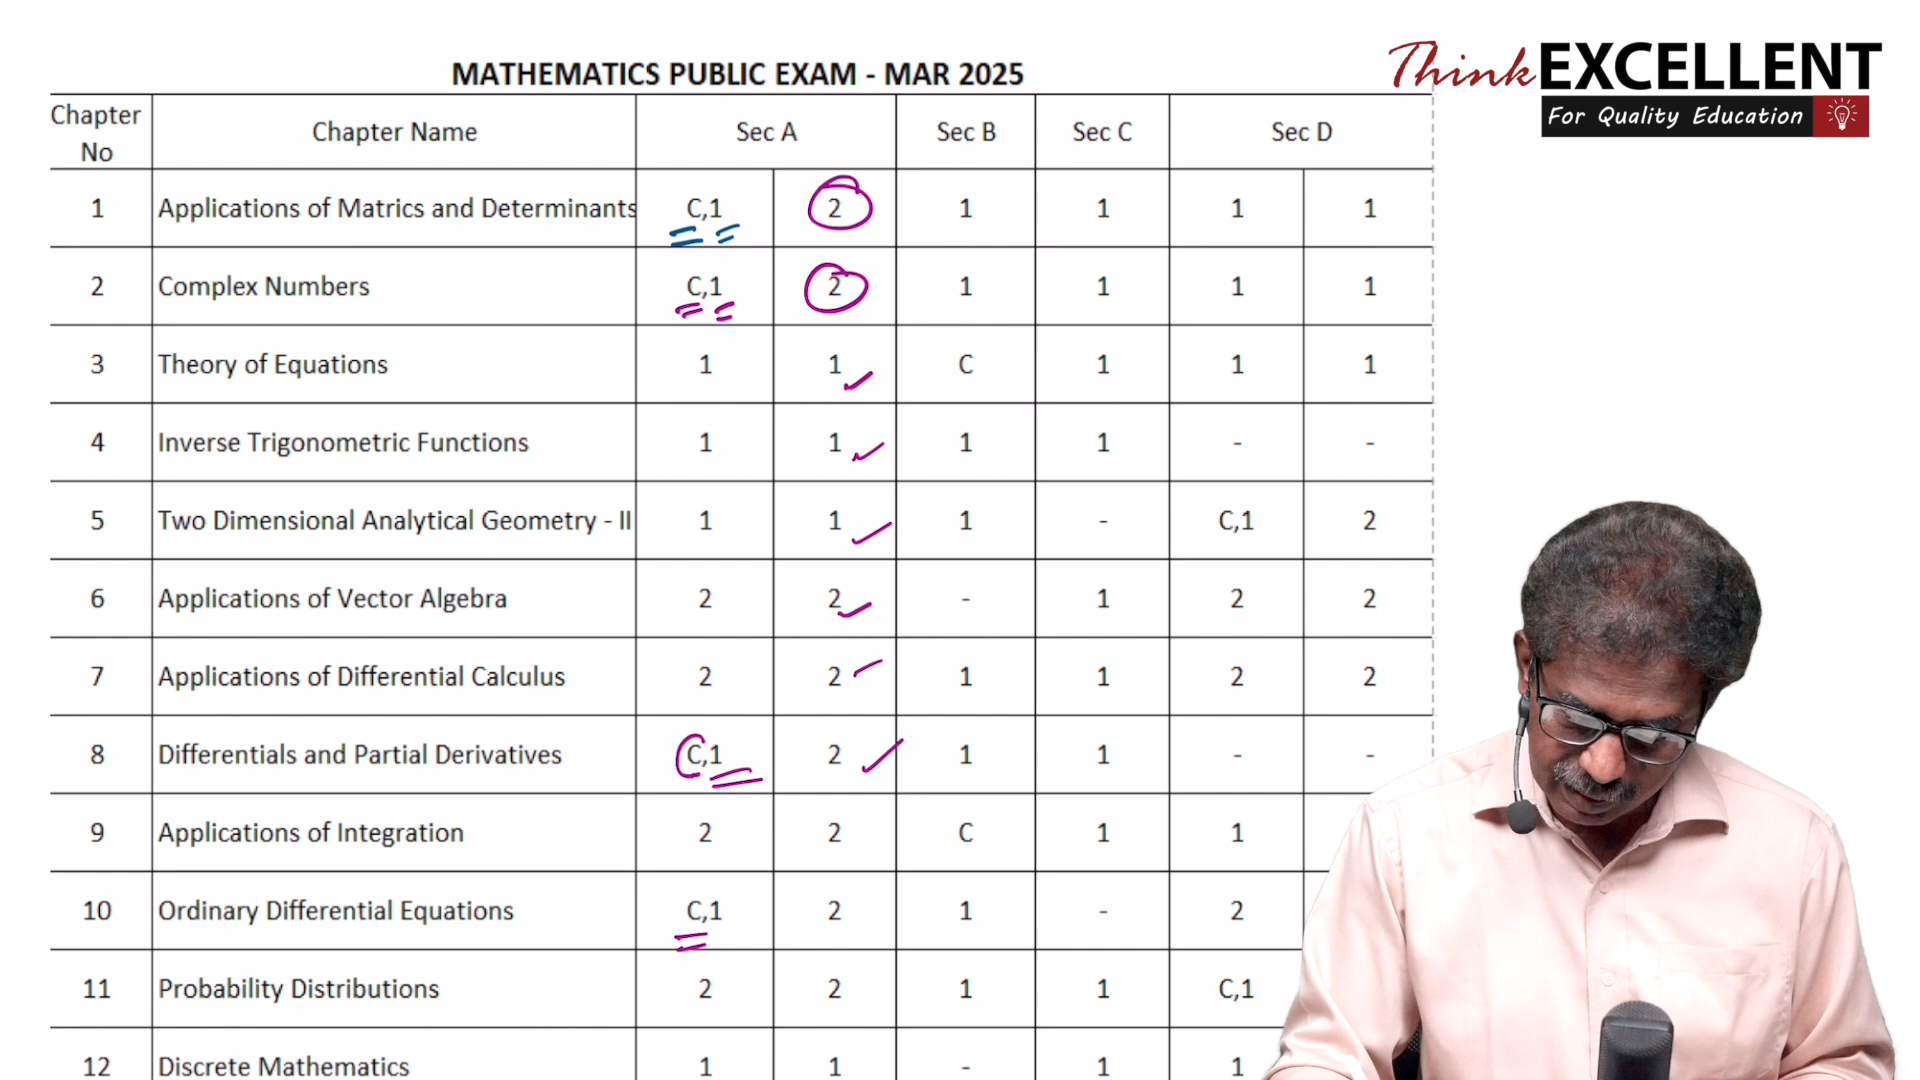 Think EXCELLENT
For Quality Education
MATHEMATICS PUBLIC EXAM - MAR 2025
Chapter No | Chapter Name | Sec A | Sec B | Sec C | Sec D
1 | Applications of Matrics and Determinants | C,1 | 2 | 1 | 1 | 1 | 1
2 | Complex Numbers | C,1 | 2 | 1 | 1 | 1 | 1
3 | Theory of Equations | 1 | 1 | C | 1 | 1 | 1
4 | Inverse Trigonometric Functions | 1 | 1 | 1 | 1 | - | -
5 | Two Dimensional Analytical Geometry - II | 1 | 1 | 1 | - | C,1 | 2
6 | Applications of Vector Algebra | 2 | 2 | - | 1 | 2 | 2
7 | Applications of Differential Calculus | 2 | 2 | 1 | 1 | 2 | 2
8 | Differentials and Partial Derivatives | C,1 | 2 | 1 | 1 | - | -
9 | Applications of Integration | 2 | 2 | C | 1 | 1
10 | Ordinary Differential Equations | C,1 | 2 | 1 | - | 2
11 | Probability Distributions | 2 | 2 | 1 | 1 | C,1
12 | Discrete Mathematics | 1 | 1 | - | 1 | 1